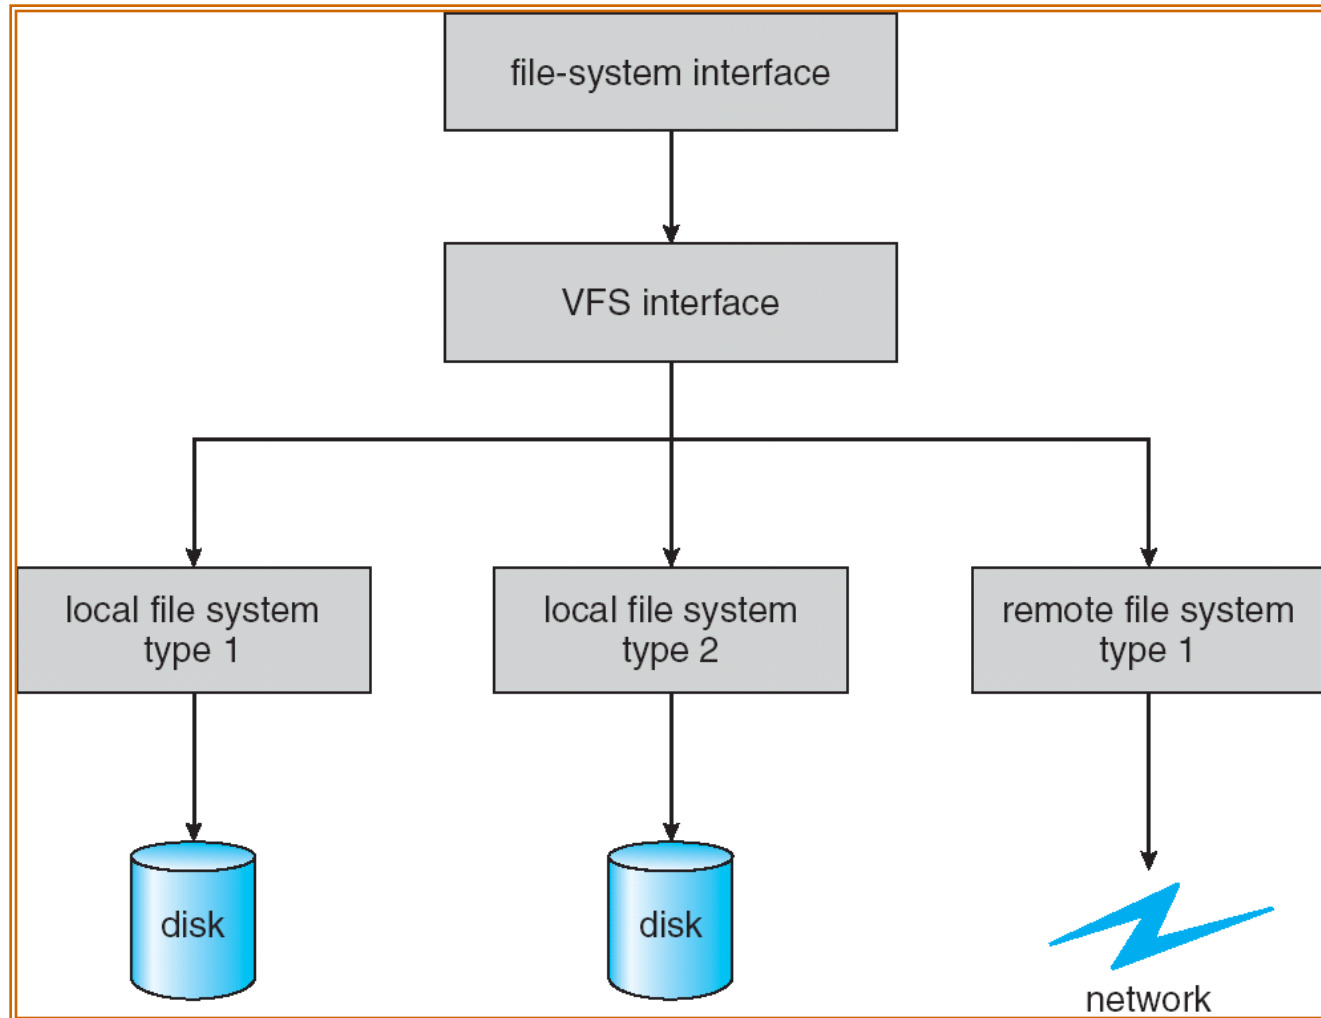 file-system interface
VFS interface
local file system
type 1
local file system
type 2
remote file system
type 1
disk
disk
network